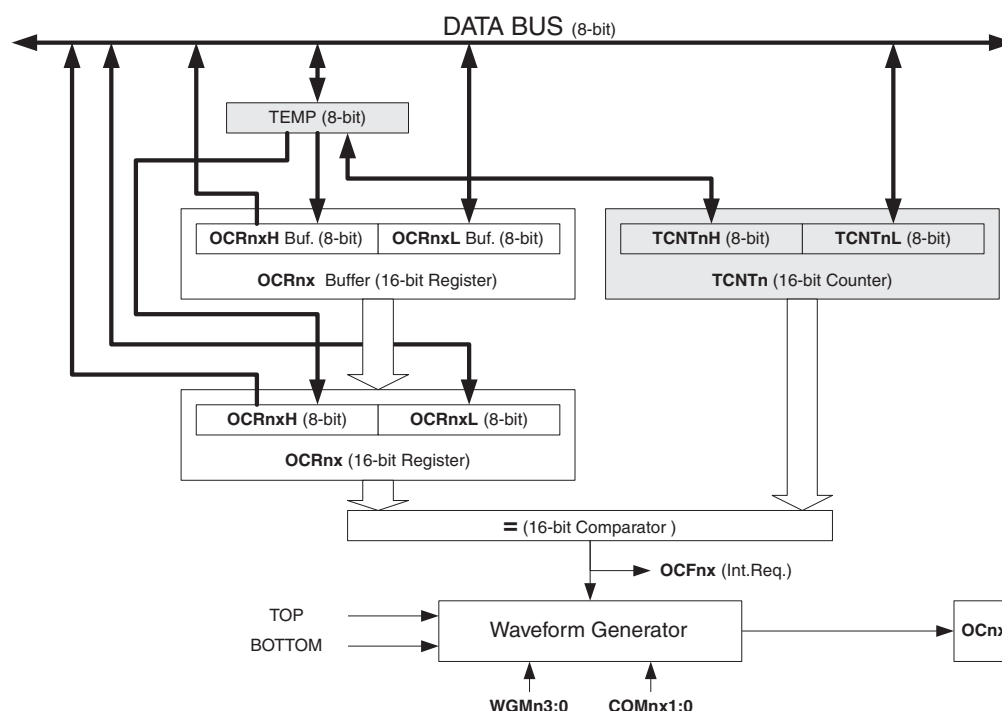 DATA BUS (8-bit)
TEMP (8-bit)
OCRnxH Buf. (8-bit) OCRnxL Buf. (8-bit)
OCRnx Buffer (16-bit Register)
TCNTnH (8-bit) TCNTnL (8-bit)
TCNTn (16-bit Counter)
OCRnxH (8-bit) OCRnxL (8-bit)
OCRnx (16-bit Register)
= (16-bit Comparator )
OCFnx (Int.Req.)
TOP
BOTTOM
Waveform Generator
OCnx
WGMn3:0 COMnx1:0